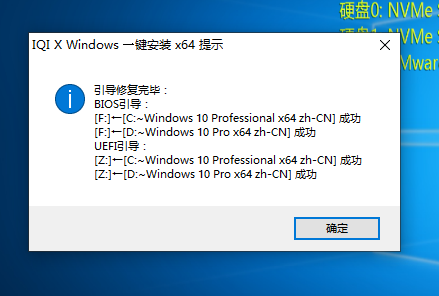 硬盘0: NVMe
硬盘1: NVMe
Mware
IQI X Windows 一键安装 x64 提示
引导修复完毕：
BIOS引导：
[F:]←[C:~Windows 10 Professional x64 zh-CN] 成功
[F:]←[D:~Windows 10 Pro x64 zh-CN] 成功
UEFI引导：
[Z:]←[C:~Windows 10 Professional x64 zh-CN] 成功
[Z:]←[D:~Windows 10 Pro x64 zh-CN] 成功
确定